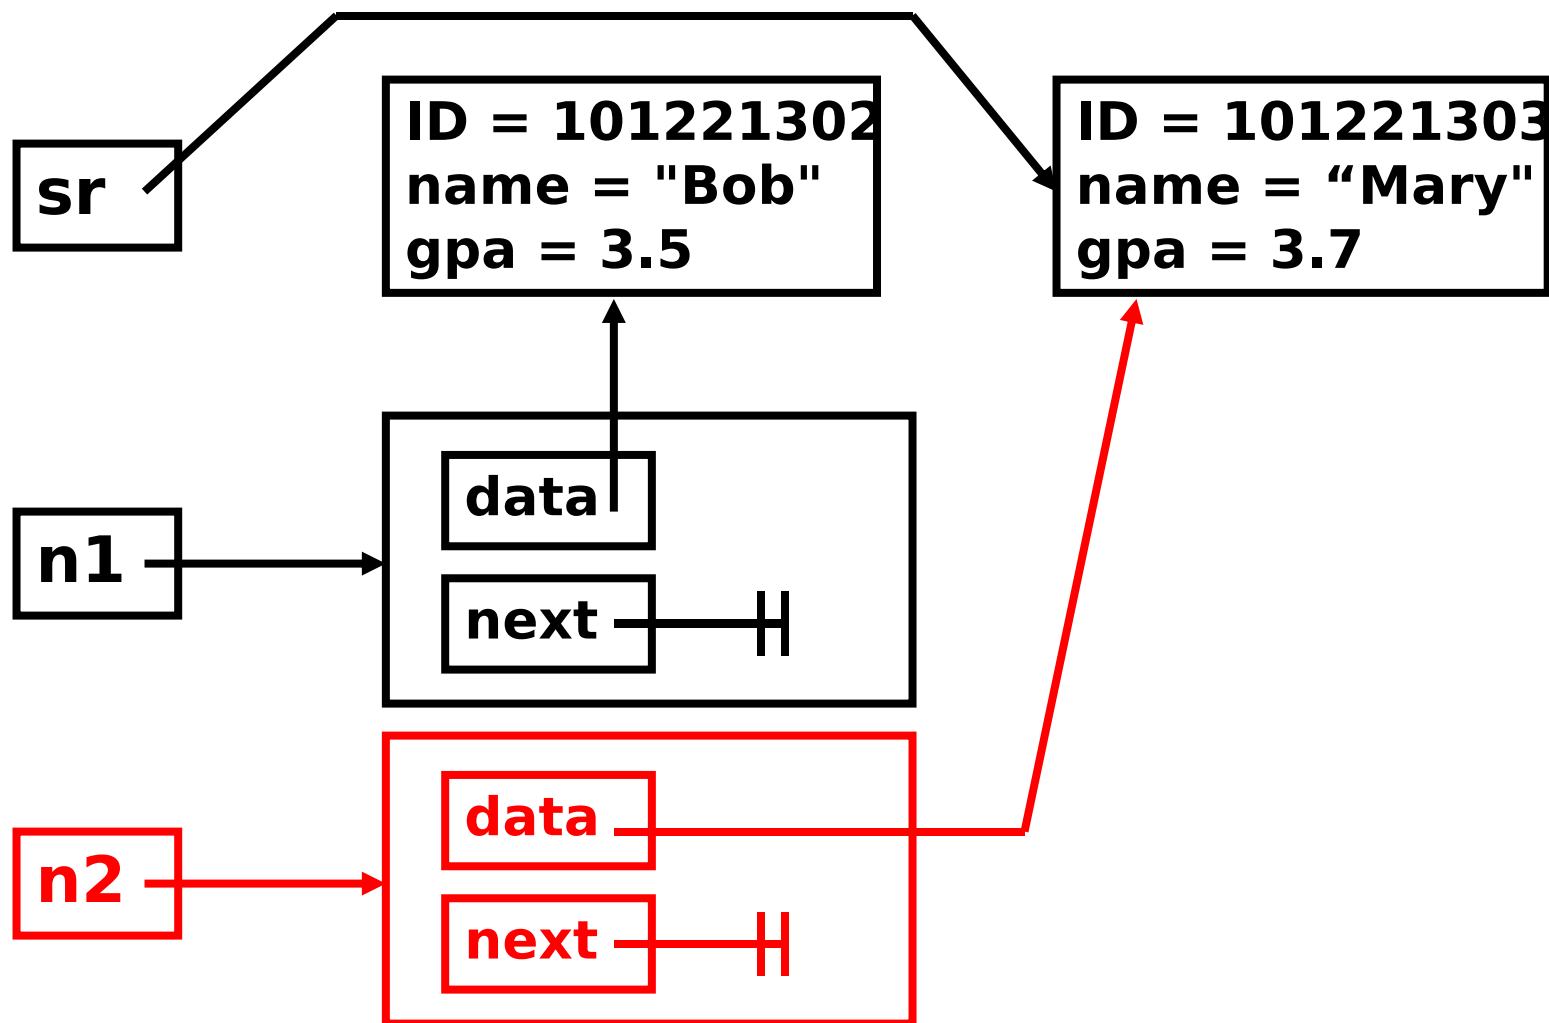 sr
ID = 101221302
name = "Bob"
gpa = 3.5
ID = 101221303
name = “Mary"
gpa = 3.7
n1
data
next
n2
data
next